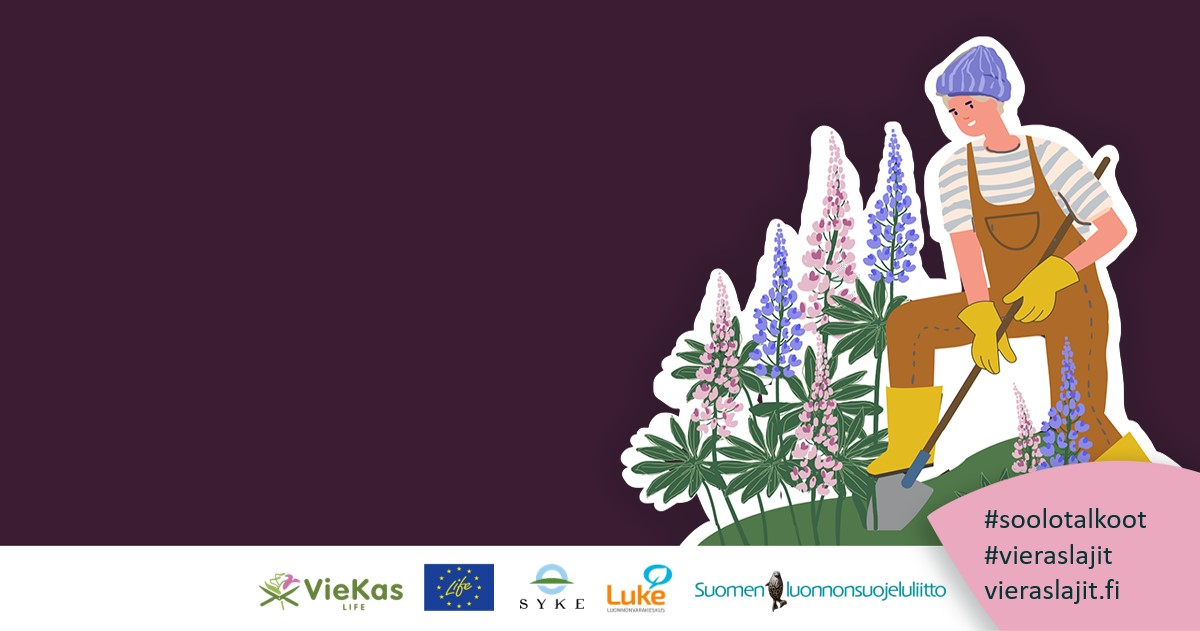 #soolotalkoot
#vieraslajit
vieraslajit.fi
VieKas
LIFE
Life
SYKE
Luke
LUONNONVARAKESKUS
Suomen luonnonsuojeluliitto